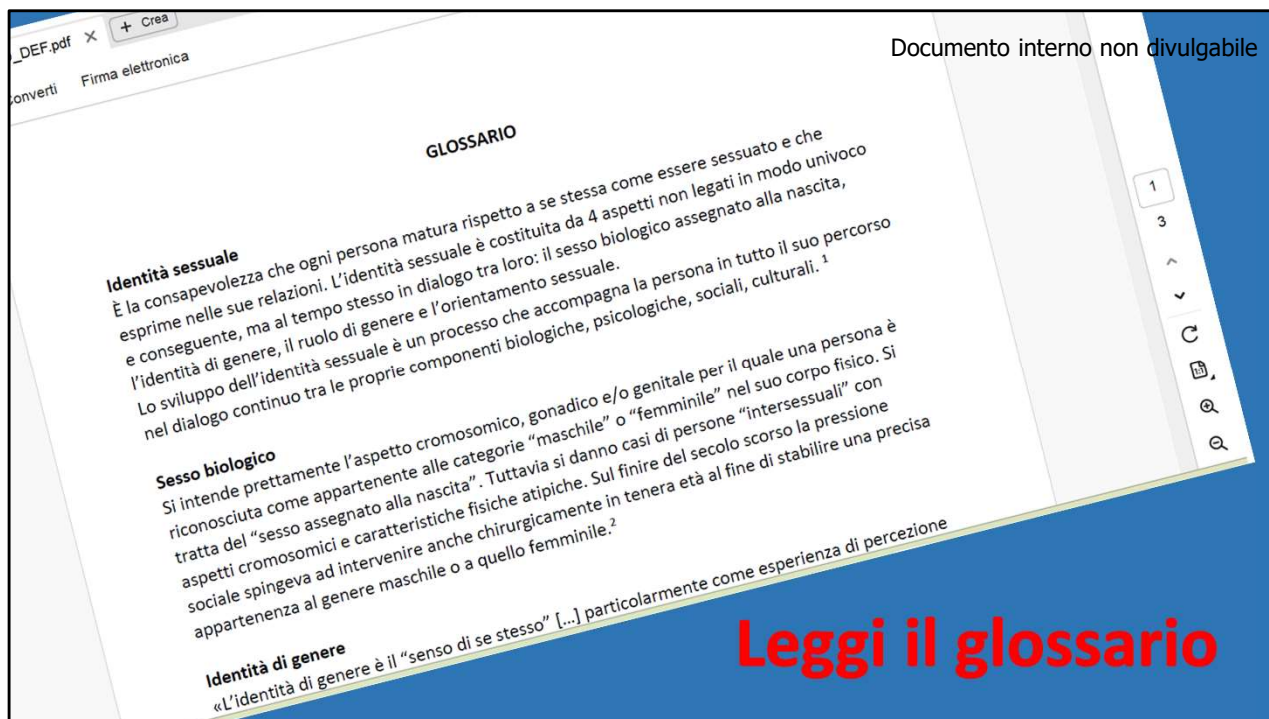 _DEF.pdf × + Crea
Documento interno non divulgabile
Converti Firma elettronica
GLOSSARIO
Identità sessuale
È la consapevolezza che ogni persona matura rispetto a se stessa come essere sessuato e che
esprime nelle sue relazioni. L’identità sessuale è costituita da 4 aspetti non legati in modo univoco
e conseguente, ma al tempo stesso in dialogo tra loro: il sesso biologico assegnato alla nascita,
l’identità di genere, il ruolo di genere e l’orientamento sessuale.
Lo sviluppo dell’identità sessuale è un processo che accompagna la persona in tutto il suo percorso
nel dialogo continuo tra le proprie componenti biologiche, psicologiche, sociali, culturali. ¹
Sesso biologico
Si intende prettamente l’aspetto cromosomico, gonadico e/o genitale per il quale una persona è
riconosciuta come appartenente alle categorie “maschile” o “femminile” nel suo corpo fisico. Si
tratta del “sesso assegnato alla nascita”. Tuttavia si danno casi di persone “intersessuali” con
aspetti cromosomici e caratteristiche fisiche atipiche. Sul finire del secolo scorso la pressione
sociale spingeva ad intervenire anche chirurgicamente in tenera età al fine di stabilire una precisa
appartenenza al genere maschile o a quello femminile.²
Identità di genere
«L’identità di genere è il “senso di se stesso” […] particolarmente come esperienza di percezione
1
3
Leggi il glossario